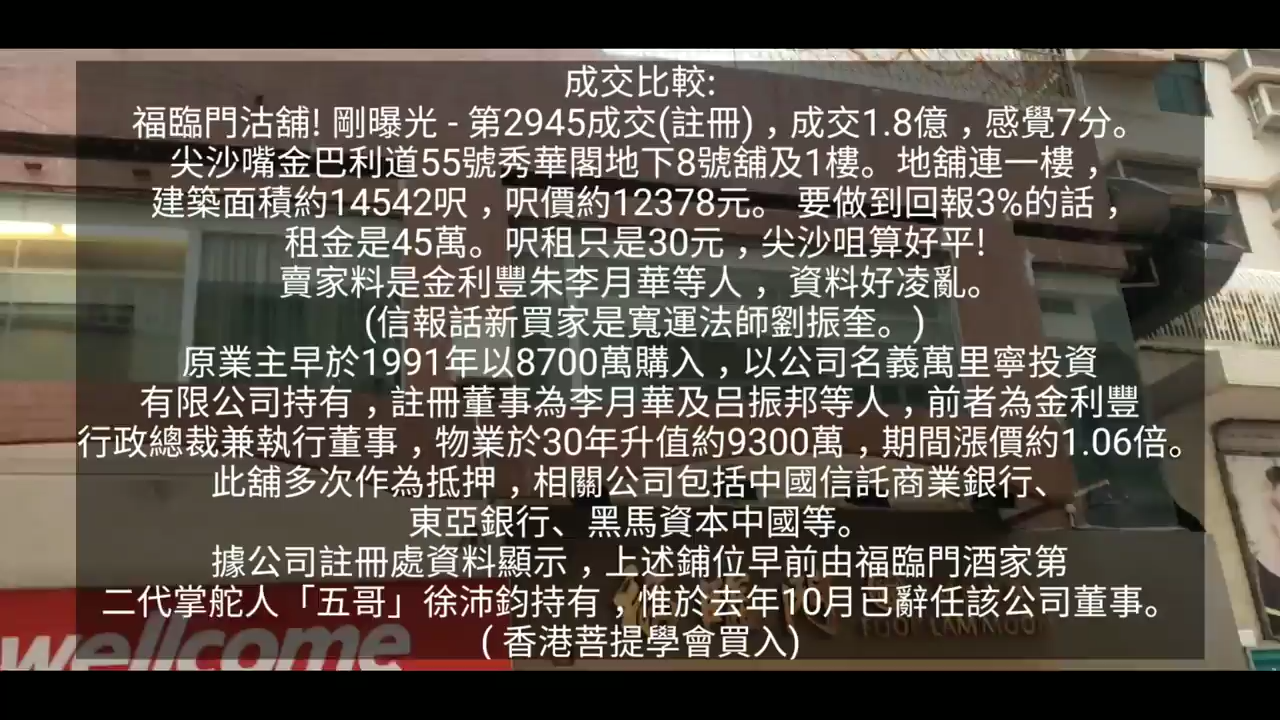 成交比較:
福臨門沽舖! 剛曝光 - 第2945成交(註冊)，成交1.8億，感覺7分。
尖沙嘴金巴利道55號秀華閣地下8號舖及1樓。地舖連一樓，
建築面積約14542呎，呎價約12378元。 要做到回報3%的話，
租金是45萬。呎租只是30元，尖沙咀算好平!
賣家料是金利豐朱李月華等人， 資料好凌亂。
(信報話新買家是寬運法師劉振奎。)
原業主早於1991年以8700萬購入，以公司名義萬里寧投資
有限公司持有，註冊董事為李月華及吕振邦等人，前者為金利豐
行政總裁兼執行董事，物業於30年升值約9300萬，期間漲價約1.06倍。
此舖多次作為抵押，相關公司包括中國信託商業銀行、
東亞銀行、黑馬資本中國等。
據公司註冊處資料顯示，上述鋪位早前由福臨門酒家第
二代掌舵人「五哥」徐沛鈞持有，惟於去年10月已辭任該公司董事。
( 香港菩提學會買入)
wellcome
福臨門
FOOK LAM MOON